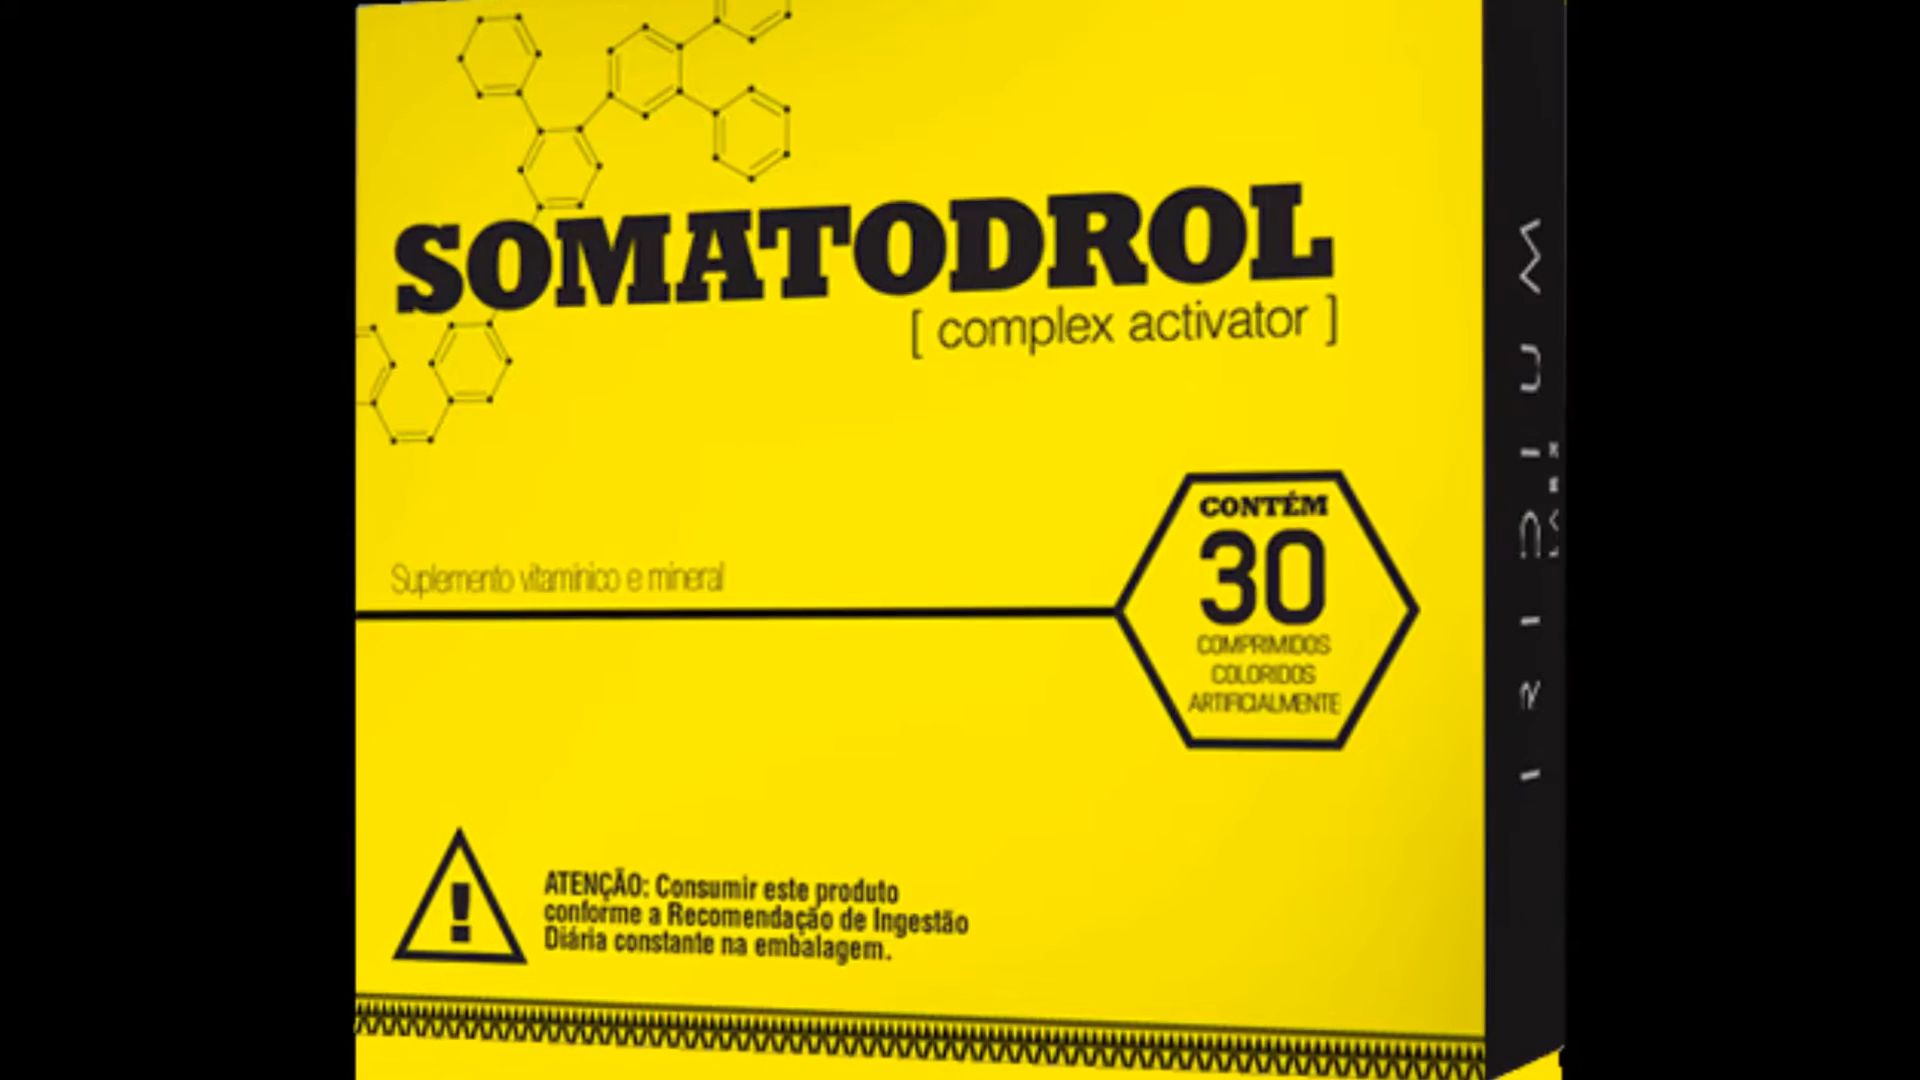 SOMATODROL
[ complex activator ]
Suplemento vitamínico e mineral
CONTÉM
30
COMPRIMIDOS
COLORIDOS
ARTIFICIALMENTE
ATENÇÃO: Consumir este produto
conforme a Recomendação de Ingestão
Diária constante na embalagem.
IRIDIUM